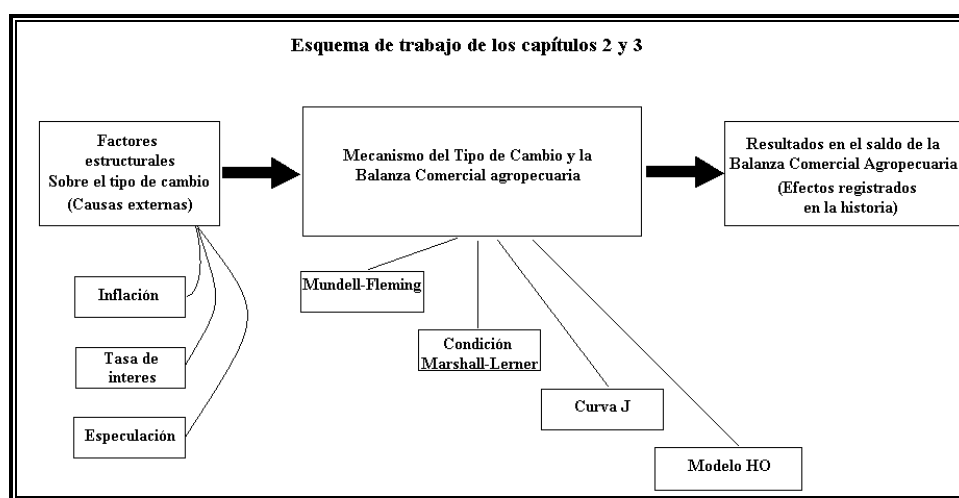 Esquema de trabajo de los capítulos 2 y 3
Factores
estructurales
Sobre el tipo de cambio
(Causas externas)
Mecanismo del Tipo de Cambio y la
Balanza Comercial agropecuaria
Resultados en el saldo de la
Balanza Comercial Agropecuaria
(Efectos registrados
en la historia)
Inflación
Tasa de
interes
Especulación
Mundell-Fleming
Condición
Marshall-Lerner
Curva J
Modelo HO